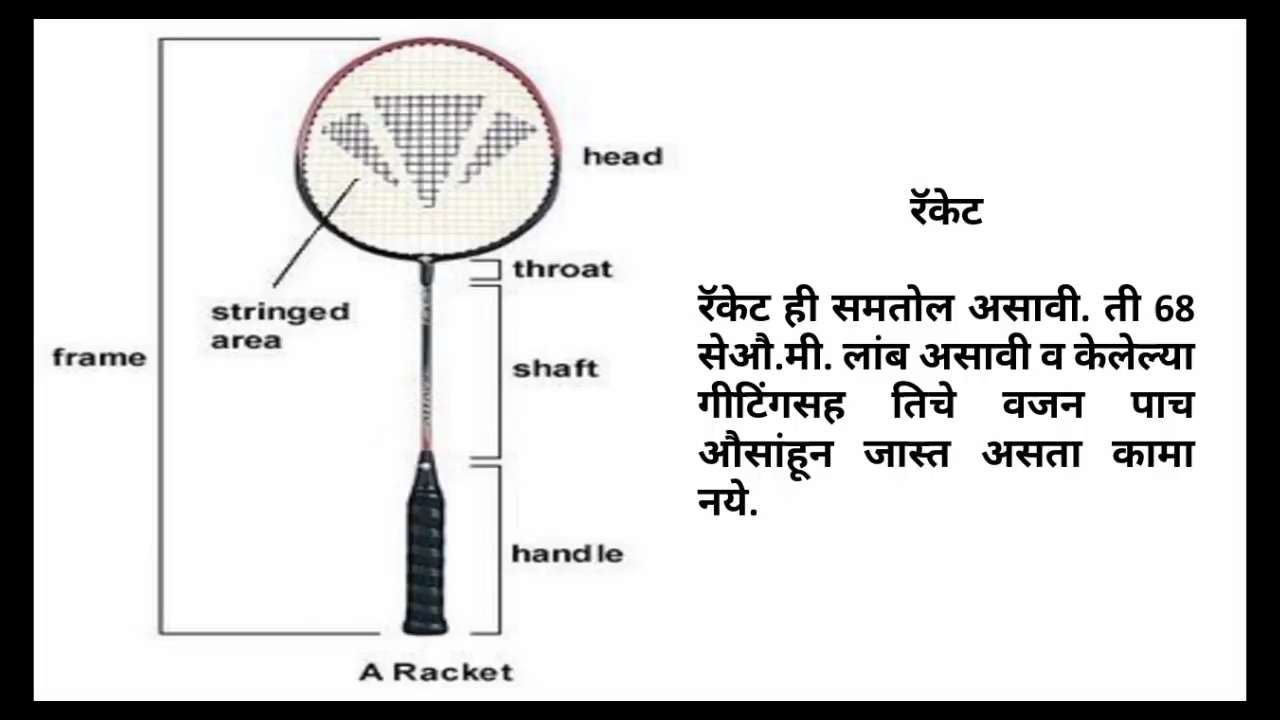 head
throat
stringed
area
frame
shaft
handle
A Racket
रॅकेट
रॅकेट ही समतोल असावी. ती 68
सेऔ.मी. लांब असावी व केलेल्या
गीटिंगसह तिचे वजन पाच
औसांहून जास्त असता कामा
नये.